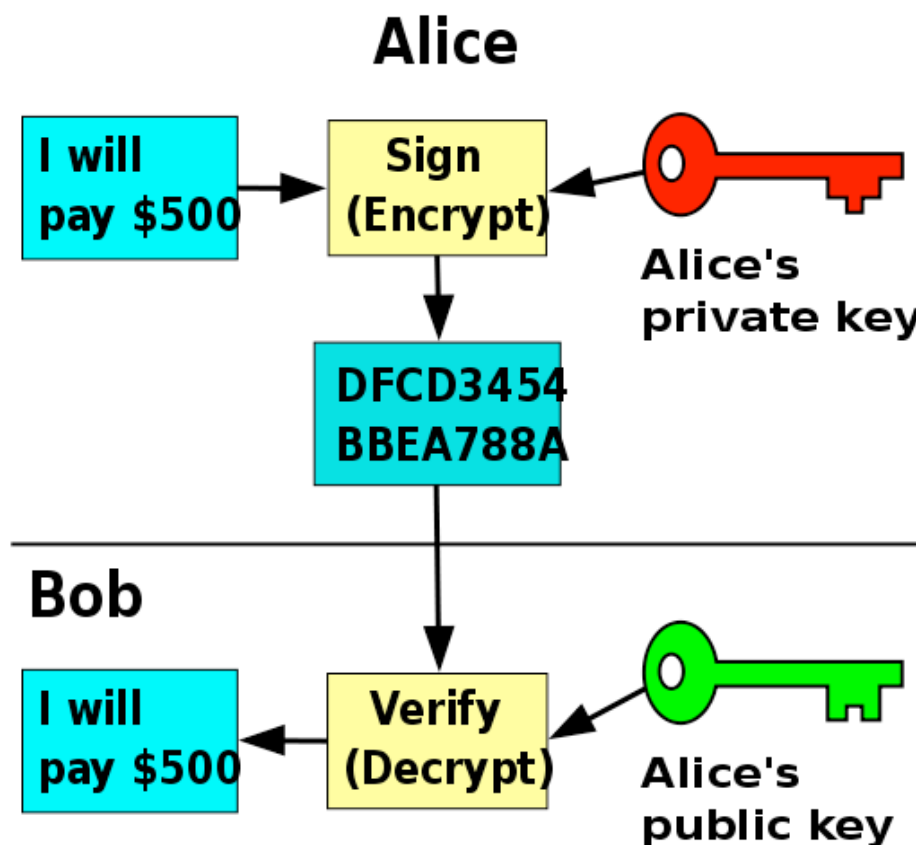 Alice
I will
pay $500
Sign
(Encrypt)
Alice's
private key
DFCD3454
BBEA788A
Bob
I will
pay $500
Verify
(Decrypt)
Alice's
public key